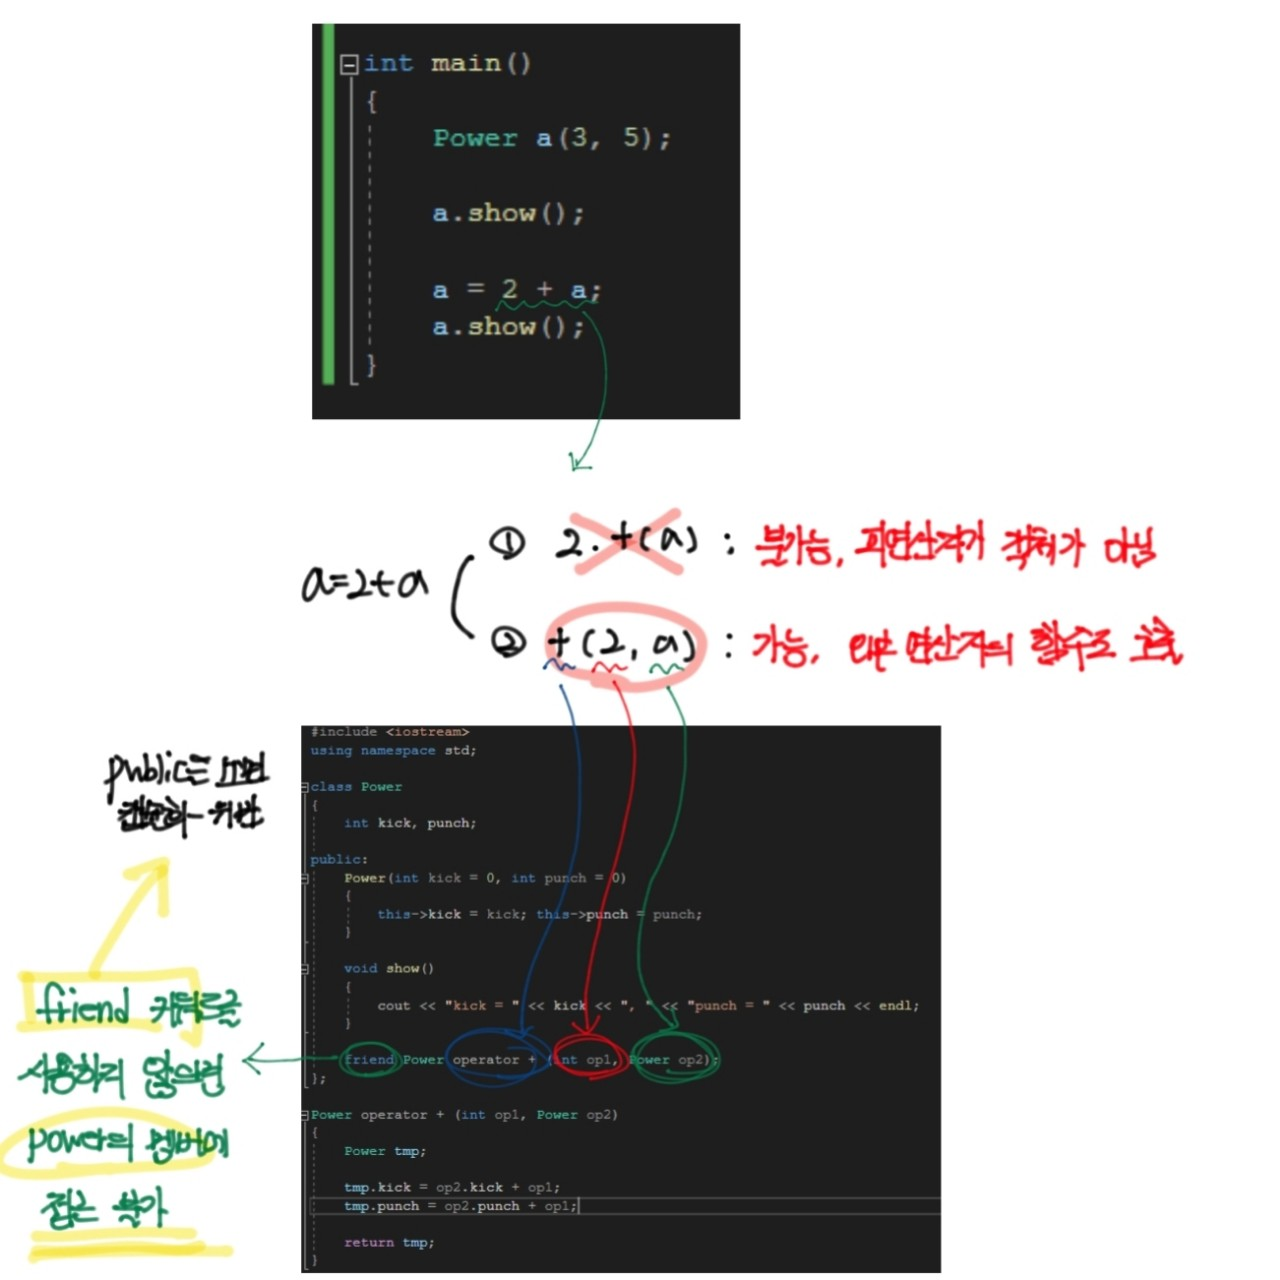 int main()
{
Power a(3, 5);
a.show();
a = 2 + a;
a.show();
}
a=2+a
① 2.+(a) : 불가능, 피연산자가 객체가 아님
② +(2, a) : 가능, 외부 연산자의 함수로 호출
#include <iostream>
using namespace std;
class Power
{
int kick, punch;
public:
Power(int kick = 0, int punch = 0)
{
this->kick = kick; this->punch = punch;
}
void show()
{
cout << "kick = " << kick << ", " << "punch = " << punch << endl;
}
friend Power operator + (int op1, Power op2);
};
Power operator + (int op1, Power op2)
{
Power tmp;
tmp.kick = op2.kick + op1;
tmp.punch = op2.punch + op1;
return tmp;
}
public는
캡슐화 위반
friend 키워드를
사용하지 않으면
power의 멤버에
접근 불가